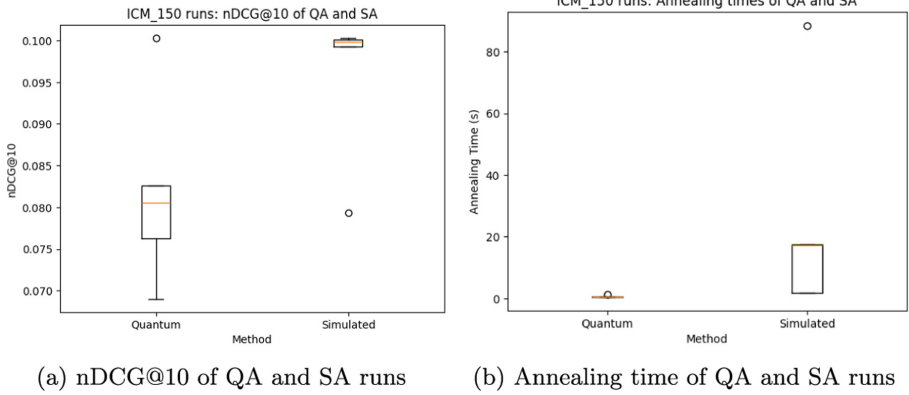 ICM_150 runs: nDCG@10 of QA and SA
0.100
0.095
0.090
0.085
0.080
0.075
0.070
nDCG@10
Quantum
Simulated
Method
ICM_150 runs: Annealing times of QA and SA
80
60
40
20
0
Annealing Time (s)
Quantum
Simulated
Method
(a) nDCG@10 of QA and SA runs
(b) Annealing time of QA and SA runs